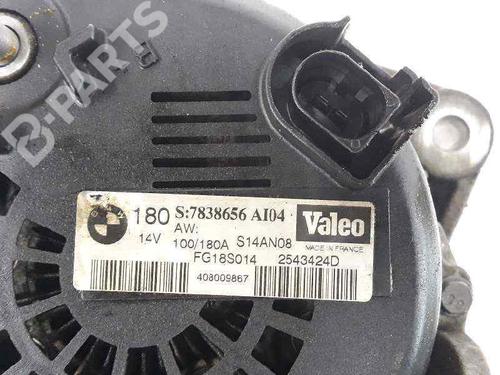 B-PARTS
180 S:7838656 AI04 Valeo
14V AW:
100/180A S14AN08 MADE IN FRANCE
FG18S014 2543424D
408009867